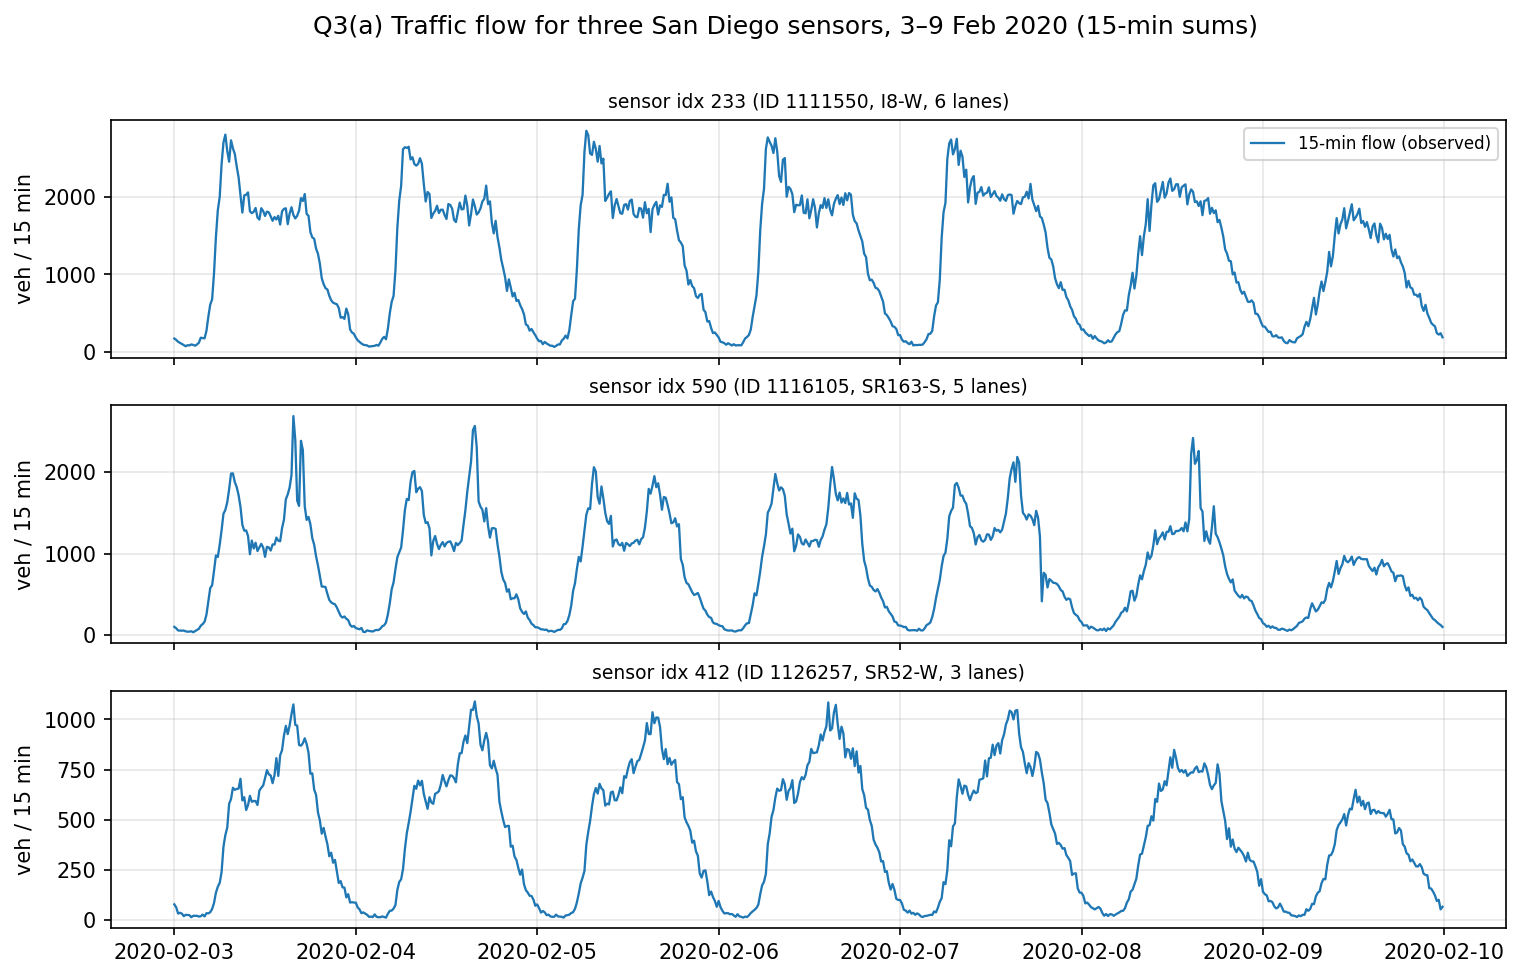 Q3(a) Traffic flow for three San Diego sensors, 3–9 Feb 2020 (15-min sums)
sensor idx 233 (ID 1111550, I8-W, 6 lanes)
15-min flow (observed)
veh / 15 min
2000
1000
0
sensor idx 590 (ID 1116105, SR163-S, 5 lanes)
veh / 15 min
2000
1000
0
sensor idx 412 (ID 1126257, SR52-W, 3 lanes)
veh / 15 min
1000
750
500
250
0
2020-02-03 2020-02-04 2020-02-05 2020-02-06 2020-02-07 2020-02-08 2020-02-09 2020-02-10